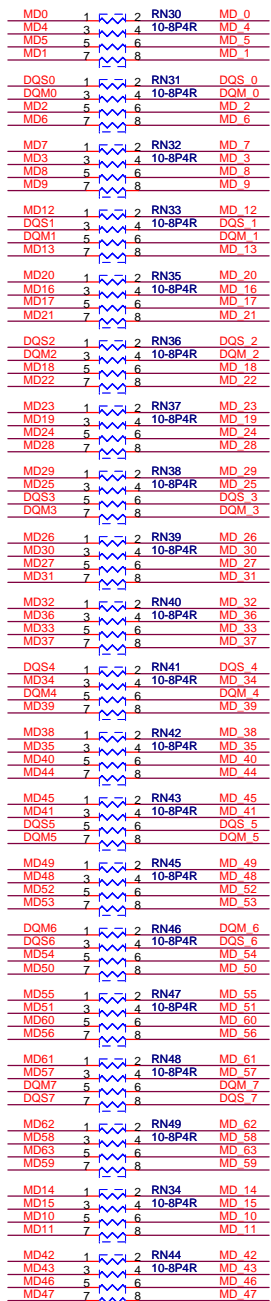 MD0 1 2 RN30 MD_0
MD4 3 4 10-8P4R MD_4
MD5 5 6 MD_5
MD1 7 8 MD_1
DQS0 1 2 RN31 DQS_0
DQM0 3 4 10-8P4R DQM_0
MD2 5 6 MD_2
MD6 7 8 MD_6
MD7 1 2 RN32 MD_7
MD3 3 4 10-8P4R MD_3
MD8 5 6 MD_8
MD9 7 8 MD_9
MD12 1 2 RN33 MD_12
DQS1 3 4 10-8P4R DQS_1
DQM1 5 6 DQM_1
MD13 7 8 MD_13
MD20 1 2 RN35 MD_20
MD16 3 4 10-8P4R MD_16
MD17 5 6 MD_17
MD21 7 8 MD_21
DQS2 1 2 RN36 DQS_2
DQM2 3 4 10-8P4R DQM_2
MD18 5 6 MD_18
MD22 7 8 MD_22
MD23 1 2 RN37 MD_23
MD19 3 4 10-8P4R MD_19
MD24 5 6 MD_24
MD28 7 8 MD_28
MD29 1 2 RN38 MD_29
MD25 3 4 10-8P4R MD_25
DQS3 5 6 DQS_3
DQM3 7 8 DQM_3
MD26 1 2 RN39 MD_26
MD30 3 4 10-8P4R MD_30
MD27 5 6 MD_27
MD31 7 8 MD_31
MD32 1 2 RN40 MD_32
MD36 3 4 10-8P4R MD_36
MD33 5 6 MD_33
MD37 7 8 MD_37
DQS4 1 2 RN41 DQS_4
MD34 3 4 10-8P4R MD_34
DQM4 5 6 DQM_4
MD39 7 8 MD_39
MD38 1 2 RN42 MD_38
MD35 3 4 10-8P4R MD_35
MD40 5 6 MD_40
MD44 7 8 MD_44
MD45 1 2 RN43 MD_45
MD41 3 4 10-8P4R MD_41
DQS5 5 6 DQS_5
DQM5 7 8 DQM_5
MD49 1 2 RN45 MD_49
MD48 3 4 10-8P4R MD_48
MD52 5 6 MD_52
MD53 7 8 MD_53
DQM6 1 2 RN46 DQM_6
DQS6 3 4 10-8P4R DQS_6
MD54 5 6 MD_54
MD50 7 8 MD_50
MD55 1 2 RN47 MD_55
MD51 3 4 10-8P4R MD_51
MD60 5 6 MD_60
MD56 7 8 MD_56
MD61 1 2 RN48 MD_61
MD57 3 4 10-8P4R MD_57
DQM7 5 6 DQM_7
DQS7 7 8 DQS_7
MD62 1 2 RN49 MD_62
MD58 3 4 10-8P4R MD_58
MD63 5 6 MD_63
MD59 7 8 MD_59
MD14 1 2 RN34 MD_14
MD15 3 4 10-8P4R MD_15
MD10 5 6 MD_10
MD11 7 8 MD_11
MD42 1 2 RN44 MD_42
MD43 3 4 10-8P4R MD_43
MD46 5 6 MD_46
MD47 7 8 MD_47